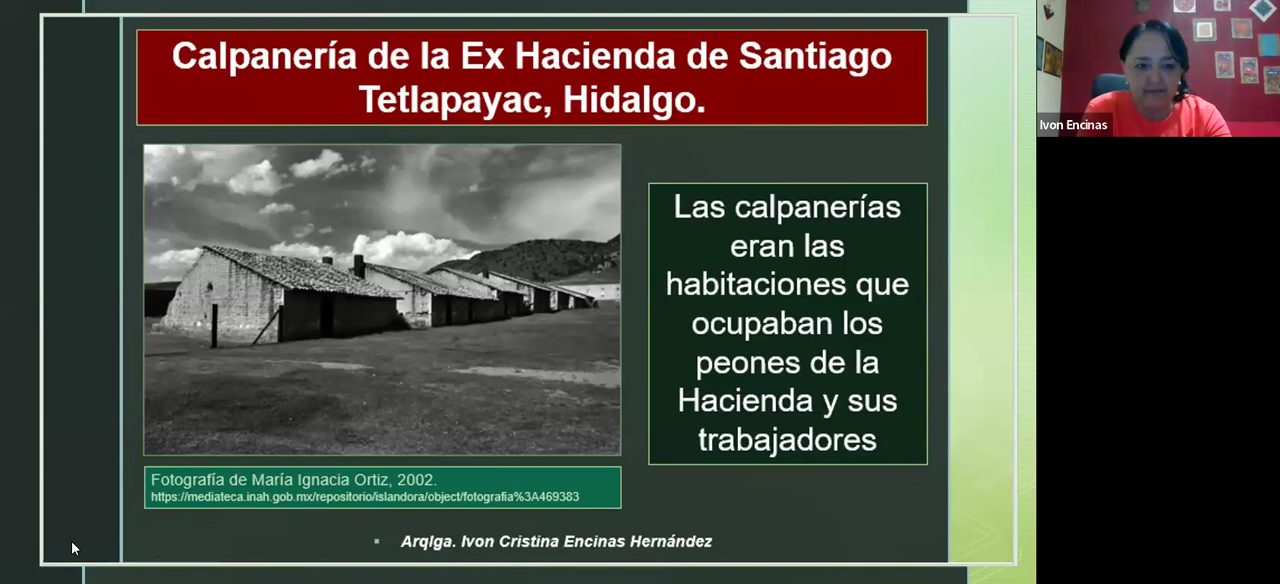 Calpanería de la Ex Hacienda de Santiago
Tetlapayac, Hidalgo.
Las calpanerías
eran las
habitaciones que
ocupaban los
peones de la
Hacienda y sus
trabajadores
Fotografía de María Ignacia Ortiz, 2002.
https://mediateca.inah.gob.mx/repositorio/islandora/object/fotografia%3A469383
Arqlga. Ivon Cristina Encinas Hernández
Ivon Encinas